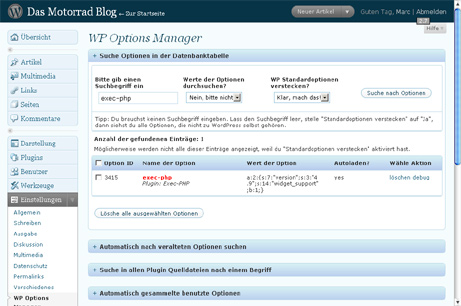 Das Motorrad Blog ← Zur Startseite
Neuer Artikel
Guten Tag, Marc | Abmelden
Hilfe
Übersicht
Artikel
Multimedia
Links
Seiten
Kommentare
Darstellung
Plugins
Benutzer
Werkzeuge
Einstellungen
Allgemein
Schreiben
Ausgabe
Diskussion
Multimedia
Datenschutz
Permalinks
Verschiedenes
WP Options
WP Options Manager
+ Suche Optionen in der Datenbanktabelle
Bitte gib einen Suchbegriff ein
Werte der Optionen durchsuchen?
WP Standardoptionen verstecken?
exec-php
Nein, bitte nicht
Klar, mach das!
Suche nach Optionen
Tipp: Du brauchst keinen Suchbegriff eingeben. Lass den Suchbegriff leer, stelle "Standardoptionen verstecken" auf "Ja",
dann siehst du alle Optionen, die nicht zu WordPress selbst gehören.
Anzahl der gefundenen Einträge: 1
Möglicherweise werden nicht alle dieser Einträge angezeigt, weil du "Standardoptionen verstecken" aktiviert hast.
Option ID Name der Option Wert der Option Autoladen? Wähle Aktion
3415 exec-php a:2:{s:7:"version";s:3:"4 yes löschen debug
Plugin: Exec-PHP .9";s:14:"widget_support"
;b:1;}
Lösche alle ausgewählten Optionen
+ Automatisch nach veralteten Optionen suchen
+ Suche in allen Plugin Quelldateien nach einem Begriff
+ Automatisch gesammelte benutzte Optionen